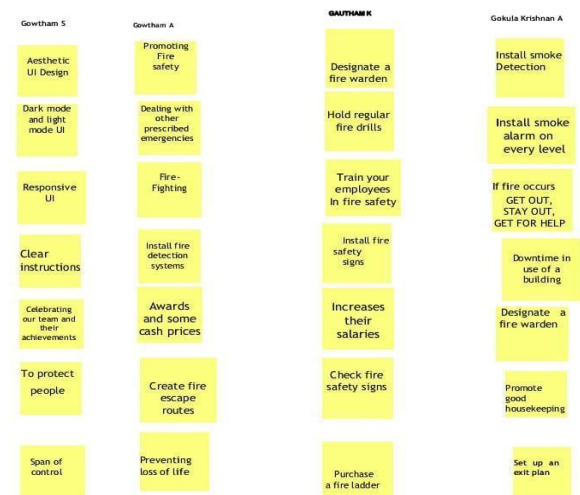 Gowtham S
Aesthetic
UI Design
Dark mode
and light
mode UI
Responsive
UI
Clear
instructions
Celebrating
our team and
their
achievements
To protect
people
Span of
control
Gowtham A
Promoting
Fire
safety
Dealing with
other
prescribed
emergencies
Fire-
Fighting
Install fire
detection
systems
Awards
and some
cash prices
Create fire
escape
routes
Preventing
loss of life
GAUTHAM K
Designate a
fire warden
Hold regular
fire drills
Train your
employees
In fire safety
Install fire
safety
signs
Increases
their
salaries
Check fire
safety signs
Purchase
a fire ladder
Gokula Krishnan A
Install smoke
Detection
Install smoke
alarm on
every level
If fire occurs
GET OUT,
STAY OUT,
GET FOR HELP
Downtime in
use of a
building
Designate a
fire warden
Promote
good
housekeeping
Set up an
exit plan